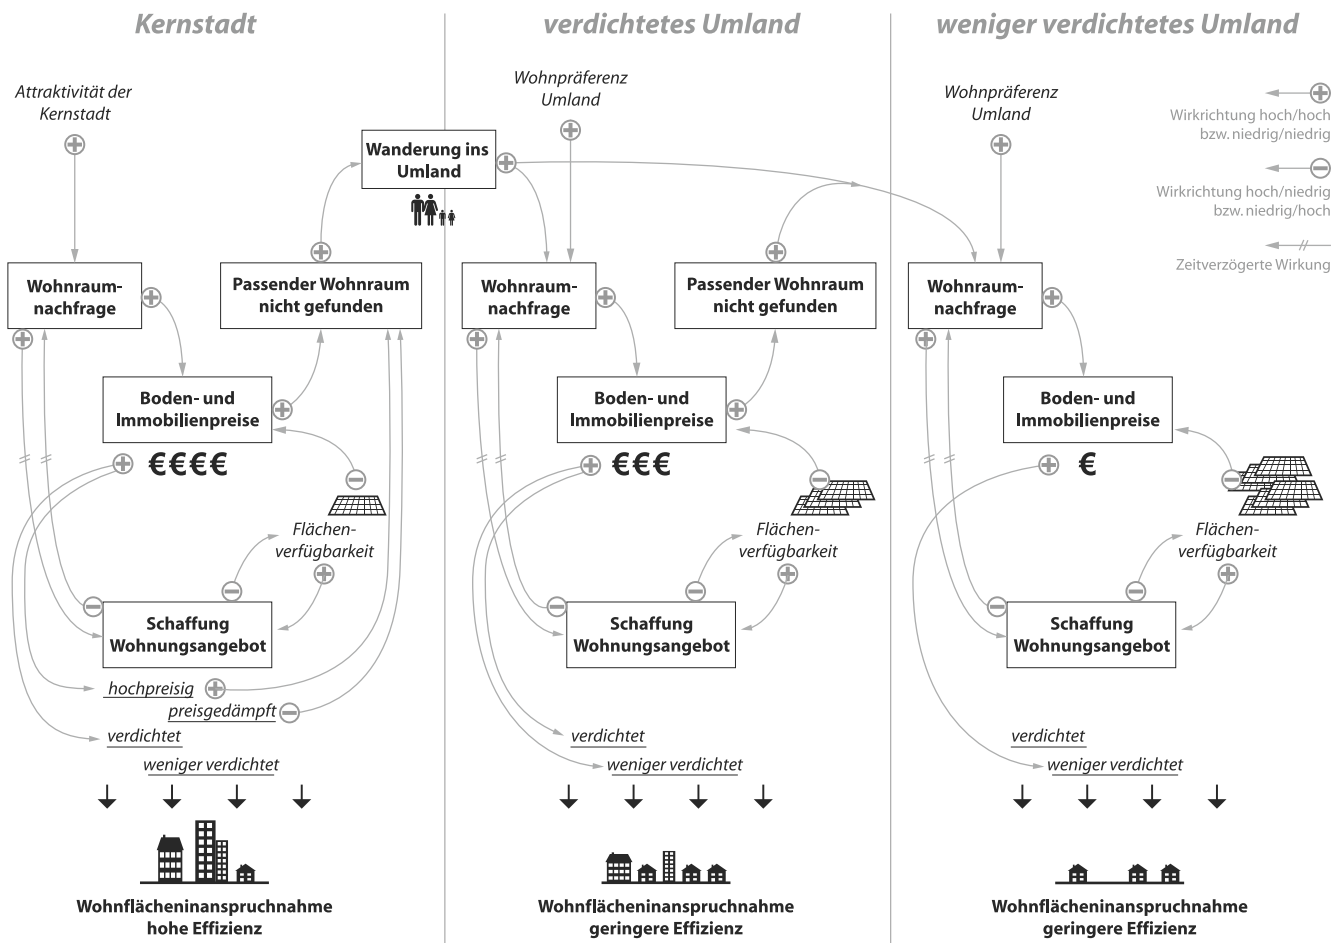 Kernstadt
verdichtetes Umland
weniger verdichtetes Umland
Attraktivität der
Kernstadt
Wohnpräferenz
Umland
Wohnpräferenz
Umland
Wirkrichtung hoch/hoch
bzw. niedrig/niedrig
Wirkrichtung hoch/niedrig
bzw. niedrig/hoch
Zeitverzögerte Wirkung
Wanderung ins
Umland
Wohnraum-
nachfrage
Passender Wohnraum
nicht gefunden
Boden- und
Immobilienpreise
€€€€
Flächen-
verfügbarkeit
Schaffung
Wohnungsangebot
hochpreisig
preisgedämpft
verdichtet
weniger verdichtet
Wohnflächeninanspruchnahme
hohe Effizienz
Wohnraum-
nachfrage
Passender Wohnraum
nicht gefunden
Boden- und
Immobilienpreise
€€€
Flächen-
verfügbarkeit
Schaffung
Wohnungsangebot
verdichtet
weniger verdichtet
Wohnflächeninanspruchnahme
geringere Effizienz
Wohnraum-
nachfrage
Boden- und
Immobilienpreise
€
Flächen-
verfügbarkeit
Schaffung
Wohnungsangebot
verdichtet
weniger verdichtet
Wohnflächeninanspruchnahme
geringere Effizienz